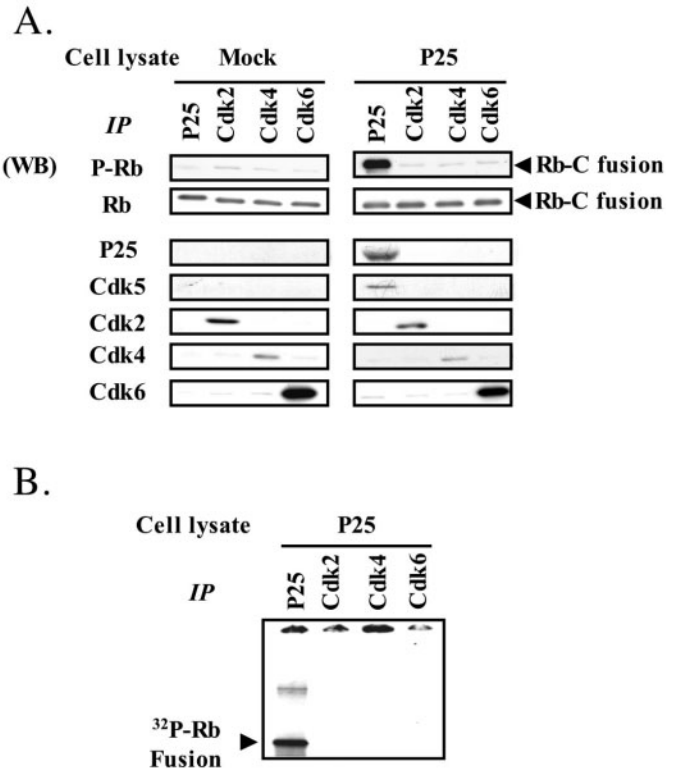 A.
Cell lysate Mock P25
IP P25 Cdk2 Cdk4 Cdk6 P25 Cdk2 Cdk4 Cdk6
(WB) P-Rb ◄Rb-C fusion
Rb ◄Rb-C fusion
P25
Cdk5
Cdk2
Cdk4
Cdk6
B.
Cell lysate P25
IP P25 Cdk2 Cdk4 Cdk6
³²P-Rb
Fusion ►